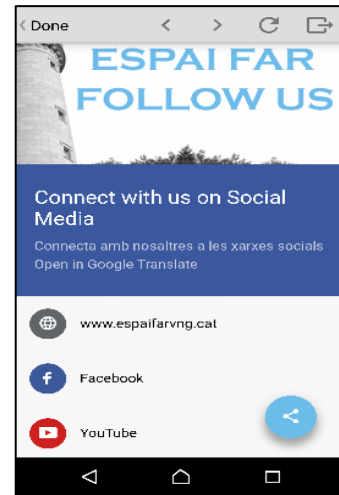 Done
ESPAI FAR
FOLLOW US
Connect with us on Social
Media
Connecta amb nosaltres a les xarxes socials
Open in Google Translate
www.espaifarvng.cat
Facebook
YouTube